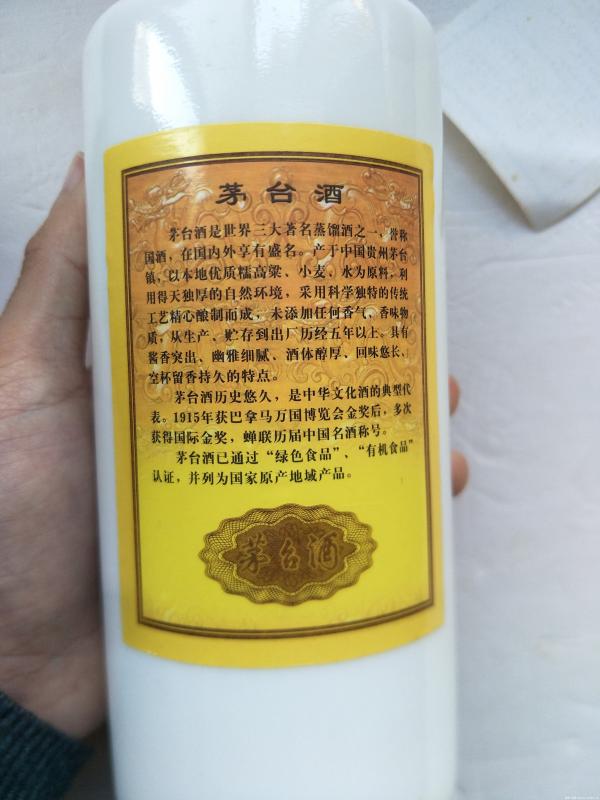 茅台酒
茅台酒是世界三大著名蒸馏酒之一，誉称
国酒，在国内外享有盛名。产于中国贵州茅台
镇，以本地优质糯高粱、小麦、水为原料，利
用得天独厚的自然环境，采用科学独特的传统
工艺精心酿制而成，未添加任何香气，香味物
质，从生产、贮存到出厂历经五年以上。具有
酱香突出、幽雅细腻、酒体醇厚、回味悠长、
空杯留香持久的特点。
茅台酒历史悠久，是中华文化酒的典型代
表。1915年获巴拿马万国博览会金奖后，多次
获得国际金奖，蝉联历届中国名酒称号。
茅台酒已通过“绿色食品”、“有机食品”
认证，并列为国家原产地域产品。
茅台酒